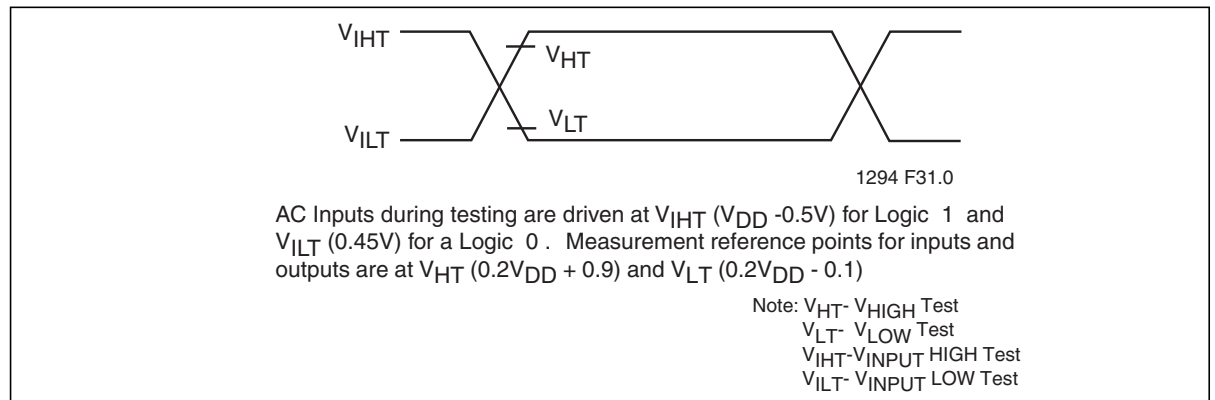 VIHT
VHT
VLT
VILT
1294 F31.0
AC Inputs during testing are driven at VIHT (VDD -0.5V) for Logic 1 and
VILT (0.45V) for a Logic 0 . Measurement reference points for inputs and
outputs are at VHT (0.2VDD + 0.9) and VLT (0.2VDD - 0.1)
Note: VHT- VHIGH Test
VLT- VLOW Test
VIHT-VINPUT HIGH Test
VILT- VINPUT LOW Test